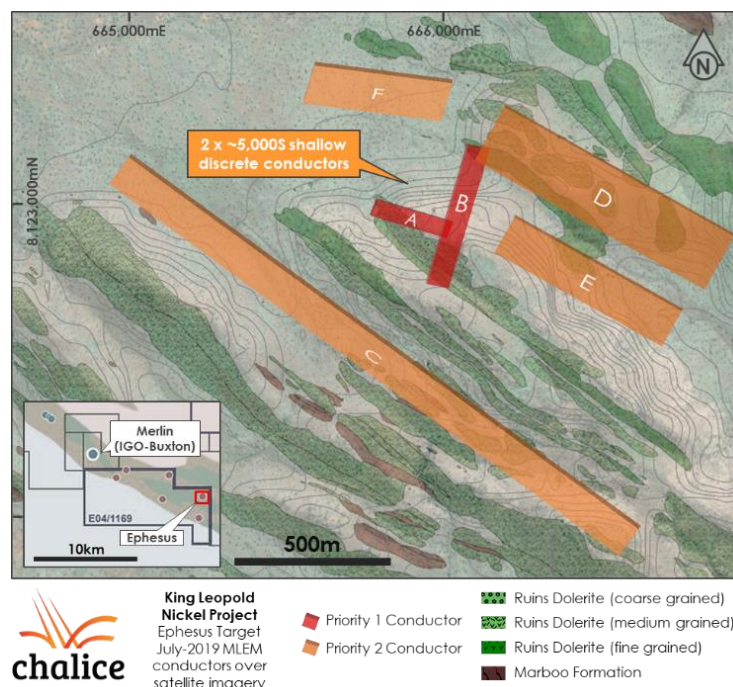 665,000mE
666,000mE
N
8,123,000mN
F
2 x ~5,000S shallow
discrete conductors
D
B
A
E
C
Merlin
(IGO-Buxton)
E04/1169
Ephesus
10km
500m
chalice
King Leopold
Nickel Project
Ephesus Target
July-2019 MLEM
conductors over
satellite imagery
Priority 1 Conductor
Priority 2 Conductor
Ruins Dolerite (coarse grained)
Ruins Dolerite (medium grained)
Ruins Dolerite (fine grained)
Marboo Formation